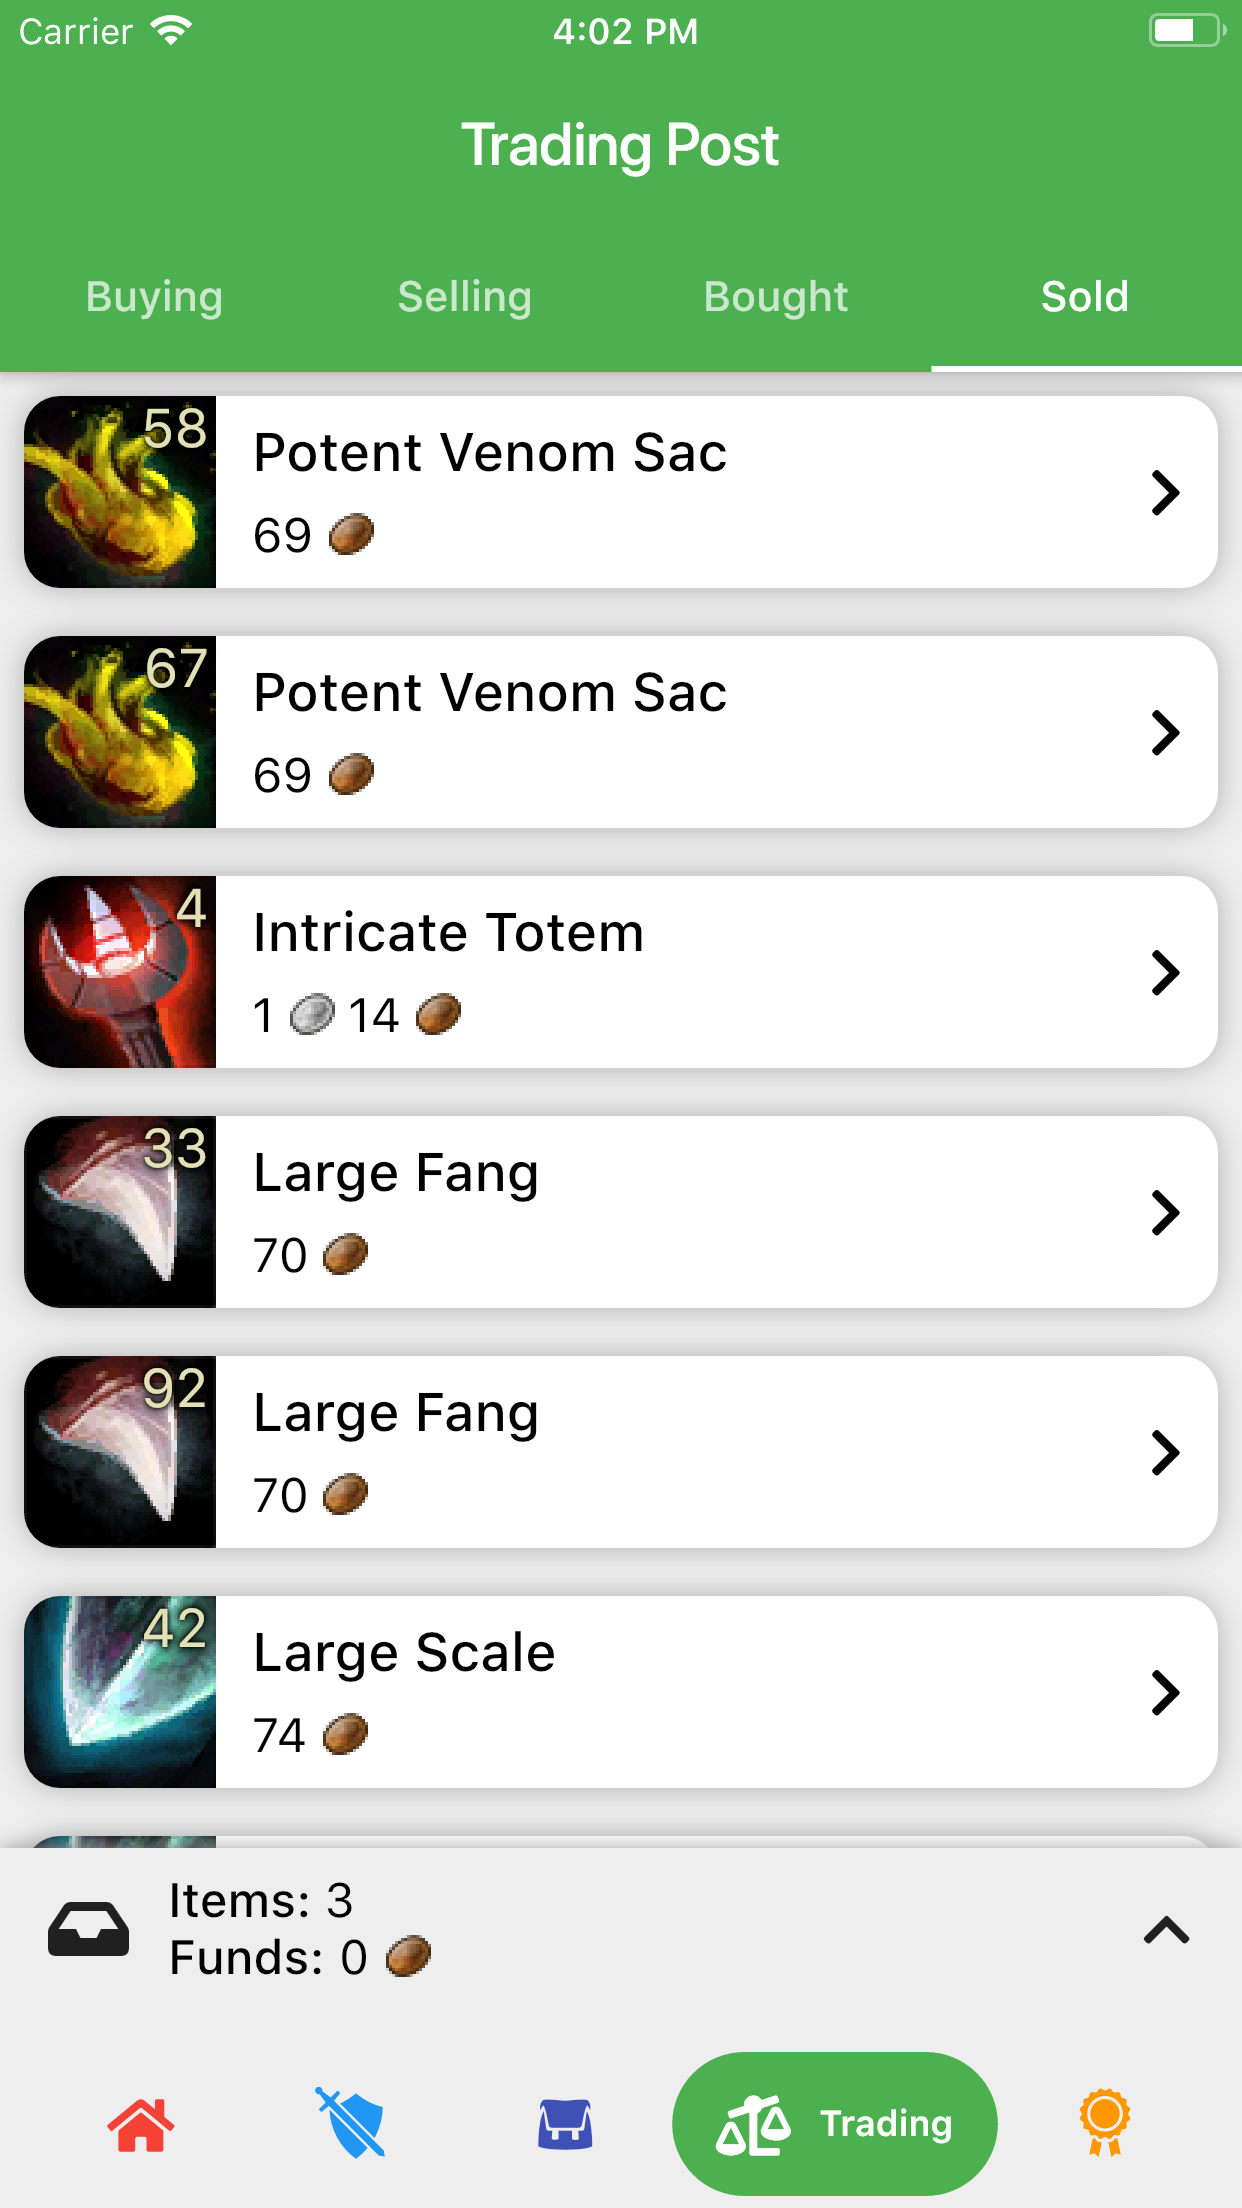 Carrier 4:02 PM
Trading Post
Buying Selling Bought Sold
58 Potent Venom Sac
69
67 Potent Venom Sac
69
4 Intricate Totem
1 14
33 Large Fang
70
92 Large Fang
70
42 Large Scale
74
Items: 3
Funds: 0
Trading